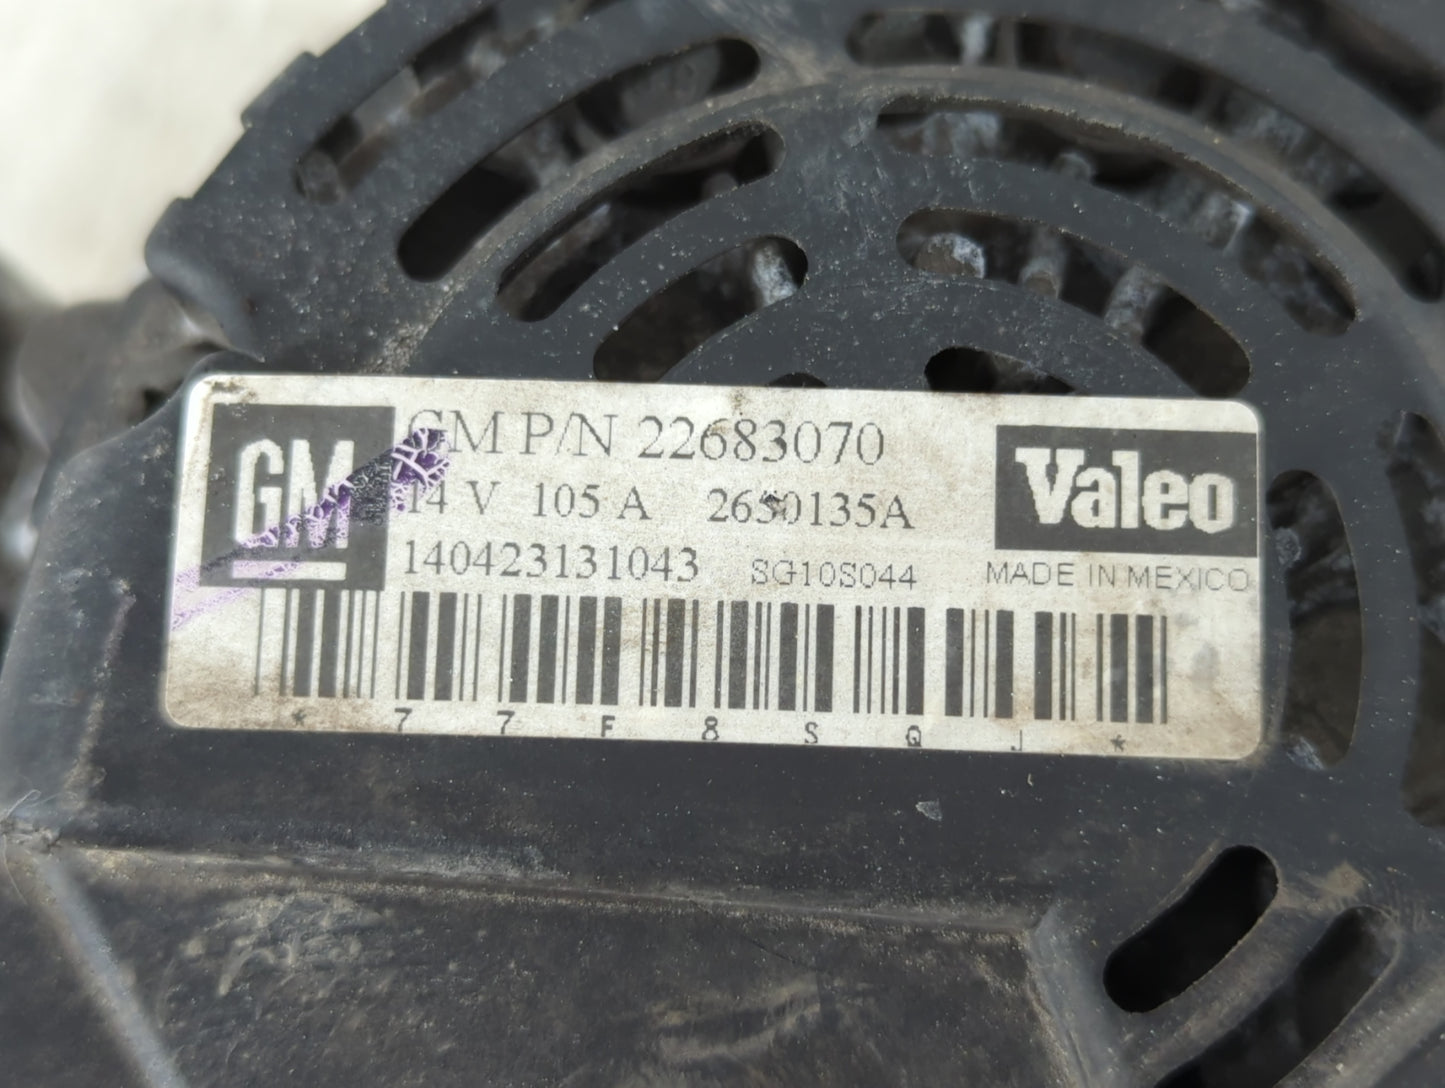 GM
GM P/N 22683070
14 V 105 A 2650135A
Valeo
140423131043 SG10S044 MADE IN MEXICO
* 7 7 F 8 S Q J *